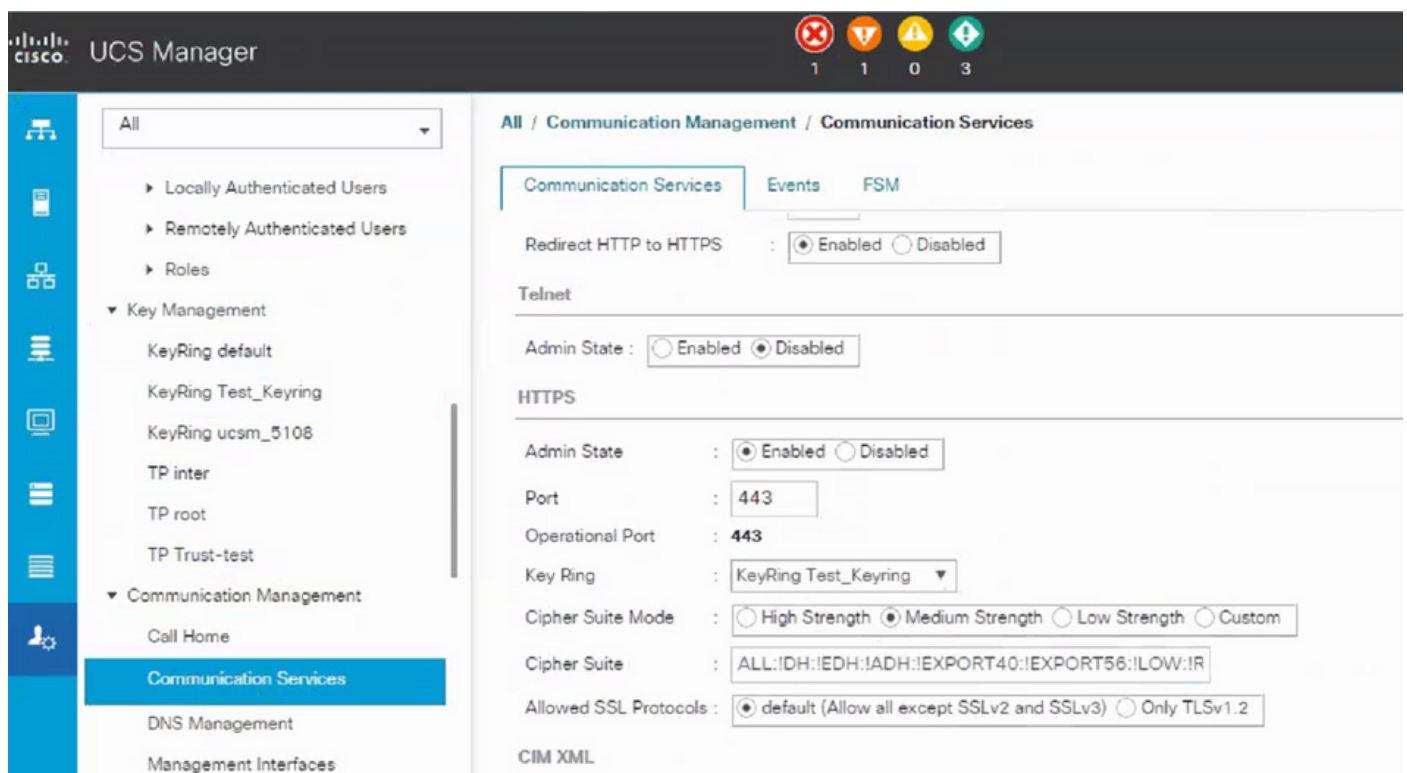 CISCO
UCS Manager
1 1 0 3
All
Locally Authenticated Users
Remotely Authenticated Users
Roles
Key Management
KeyRing default
KeyRing Test_Keyring
KeyRing ucsm_5108
TP inter
TP root
TP Trust-test
Communication Management
Call Home
Communication Services
DNS Management
Management Interfaces
All / Communication Management / Communication Services
Communication Services Events FSM
Redirect HTTP to HTTPS : Enabled Disabled
Telnet
Admin State : Enabled Disabled
HTTPS
Admin State : Enabled Disabled
Port : 443
Operational Port : 443
Key Ring : KeyRing Test_Keyring
Cipher Suite Mode : High Strength Medium Strength Low Strength Custom
Cipher Suite : ALL:!DH:!EDH:!ADH:!EXPORT40:!EXPORT56:!LOW:!R
Allowed SSL Protocols : default (Allow all except SSLv2 and SSLv3) Only TLSv1.2
CIM XML